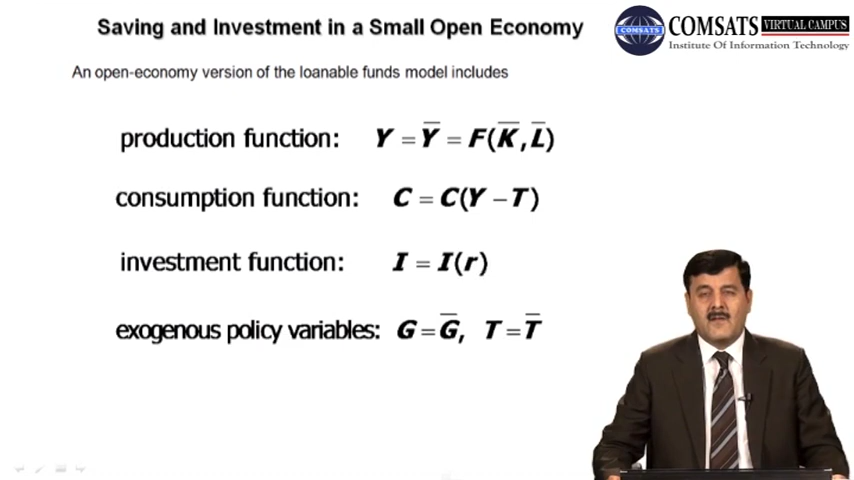 Saving and Investment in a Small Open Economy
COMSATS VIRTUAL CAMPUS
COMSATS
Institute Of Information Technology
An open-economy version of the loanable funds model includes
production function: Y = Y̅ = F(K̅, L̅)
consumption function: C = C(Y – T)
investment function: I = I(r)
exogenous policy variables: G = G̅, T = T̅